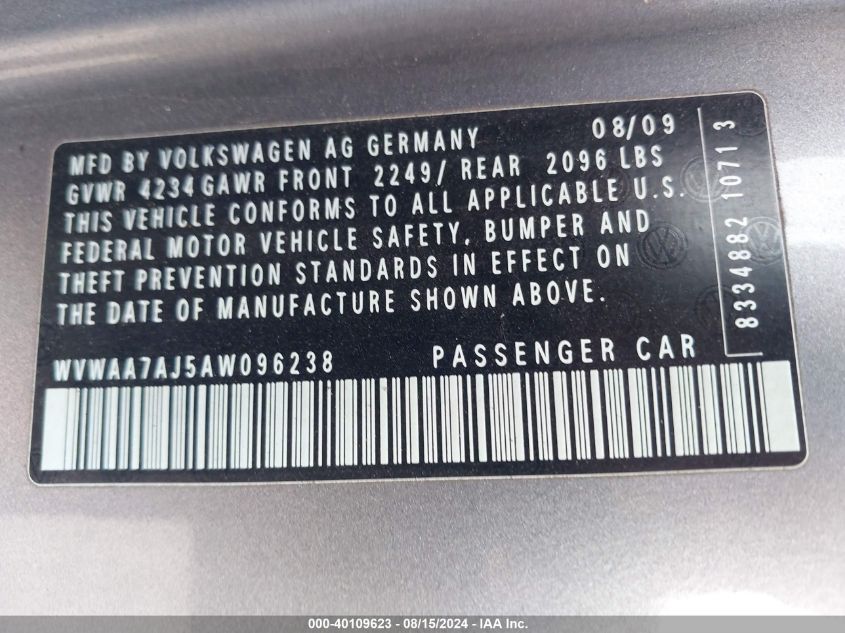 MFD BY VOLKSWAGEN AG GERMANY 08/09
GVWR 4234 GAWR FRONT 2249/ REAR 2096 LBS
THIS VEHICLE CONFORMS TO ALL APPLICABLE U.S.
FEDERAL MOTOR VEHICLE SAFETY, BUMPER AND
THEFT PREVENTION STANDARDS IN EFFECT ON
THE DATE OF MANUFACTURE SHOWN ABOVE.
WVWAA7AJ5AW096238 PASSENGER CAR
8334882 10713
000-40109623 - 08/15/2024 - IAA Inc.